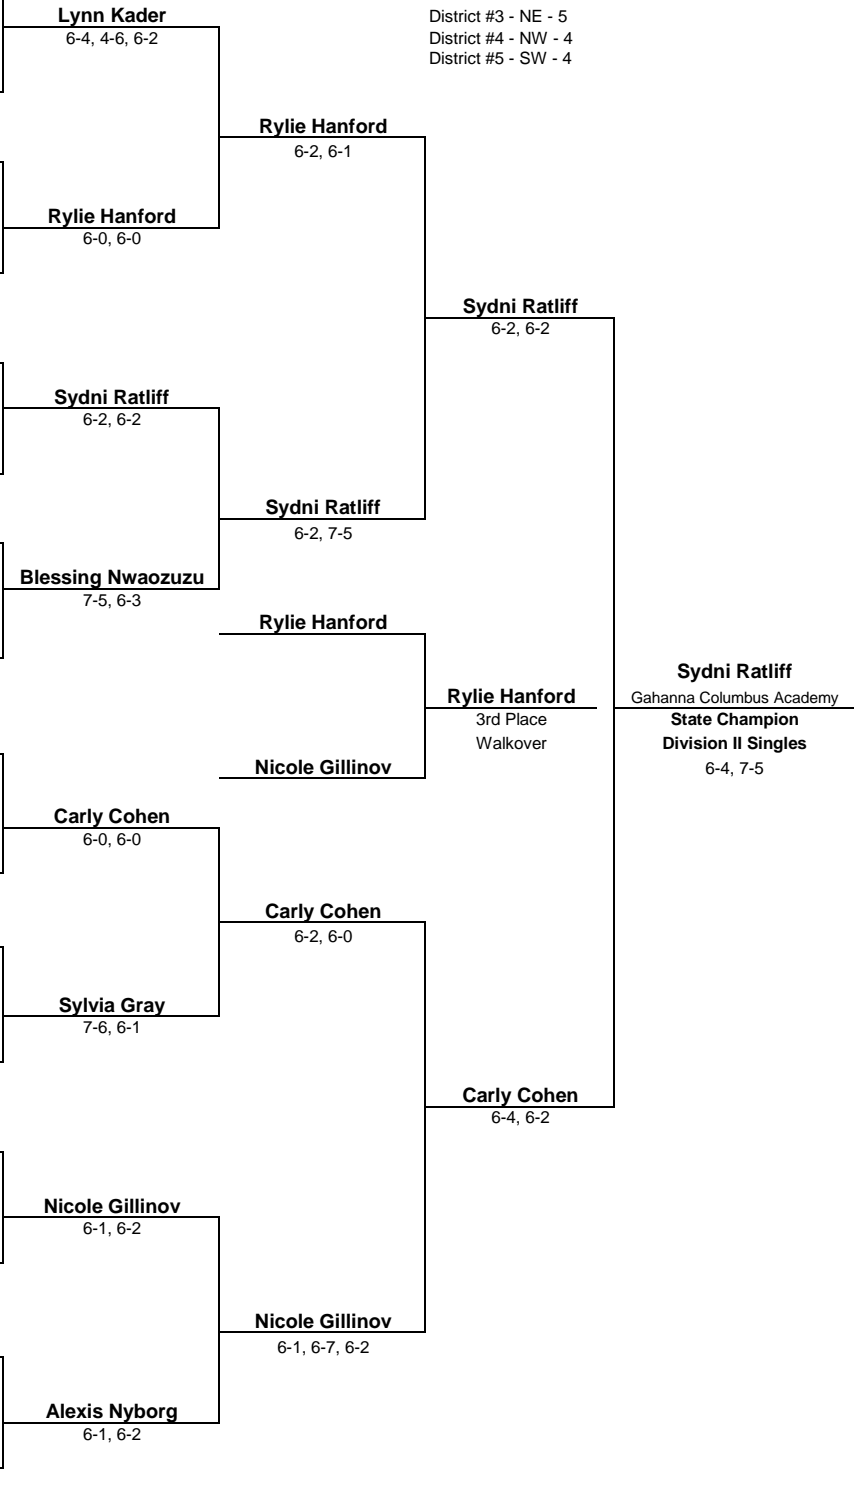 Lynn Kader
6-4, 4-6, 6-2
District #3 - NE - 5
District #4 - NW - 4
District #5 - SW - 4
Rylie Hanford
6-2, 6-1
Rylie Hanford
6-0, 6-0
Sydni Ratliff
6-2, 6-2
Sydni Ratliff
6-2, 6-2
Sydni Ratliff
6-2, 7-5
Blessing Nwaozuzu
7-5, 6-3
Rylie Hanford
Rylie Hanford
3rd Place
Walkover
Sydni Ratliff
Gahanna Columbus Academy
State Champion
Division II Singles
6-4, 7-5
Nicole Gillinov
Carly Cohen
6-0, 6-0
Carly Cohen
6-2, 6-0
Sylvia Gray
7-6, 6-1
Carly Cohen
6-4, 6-2
Nicole Gillinov
6-1, 6-2
Nicole Gillinov
6-1, 6-7, 6-2
Alexis Nyborg
6-1, 6-2